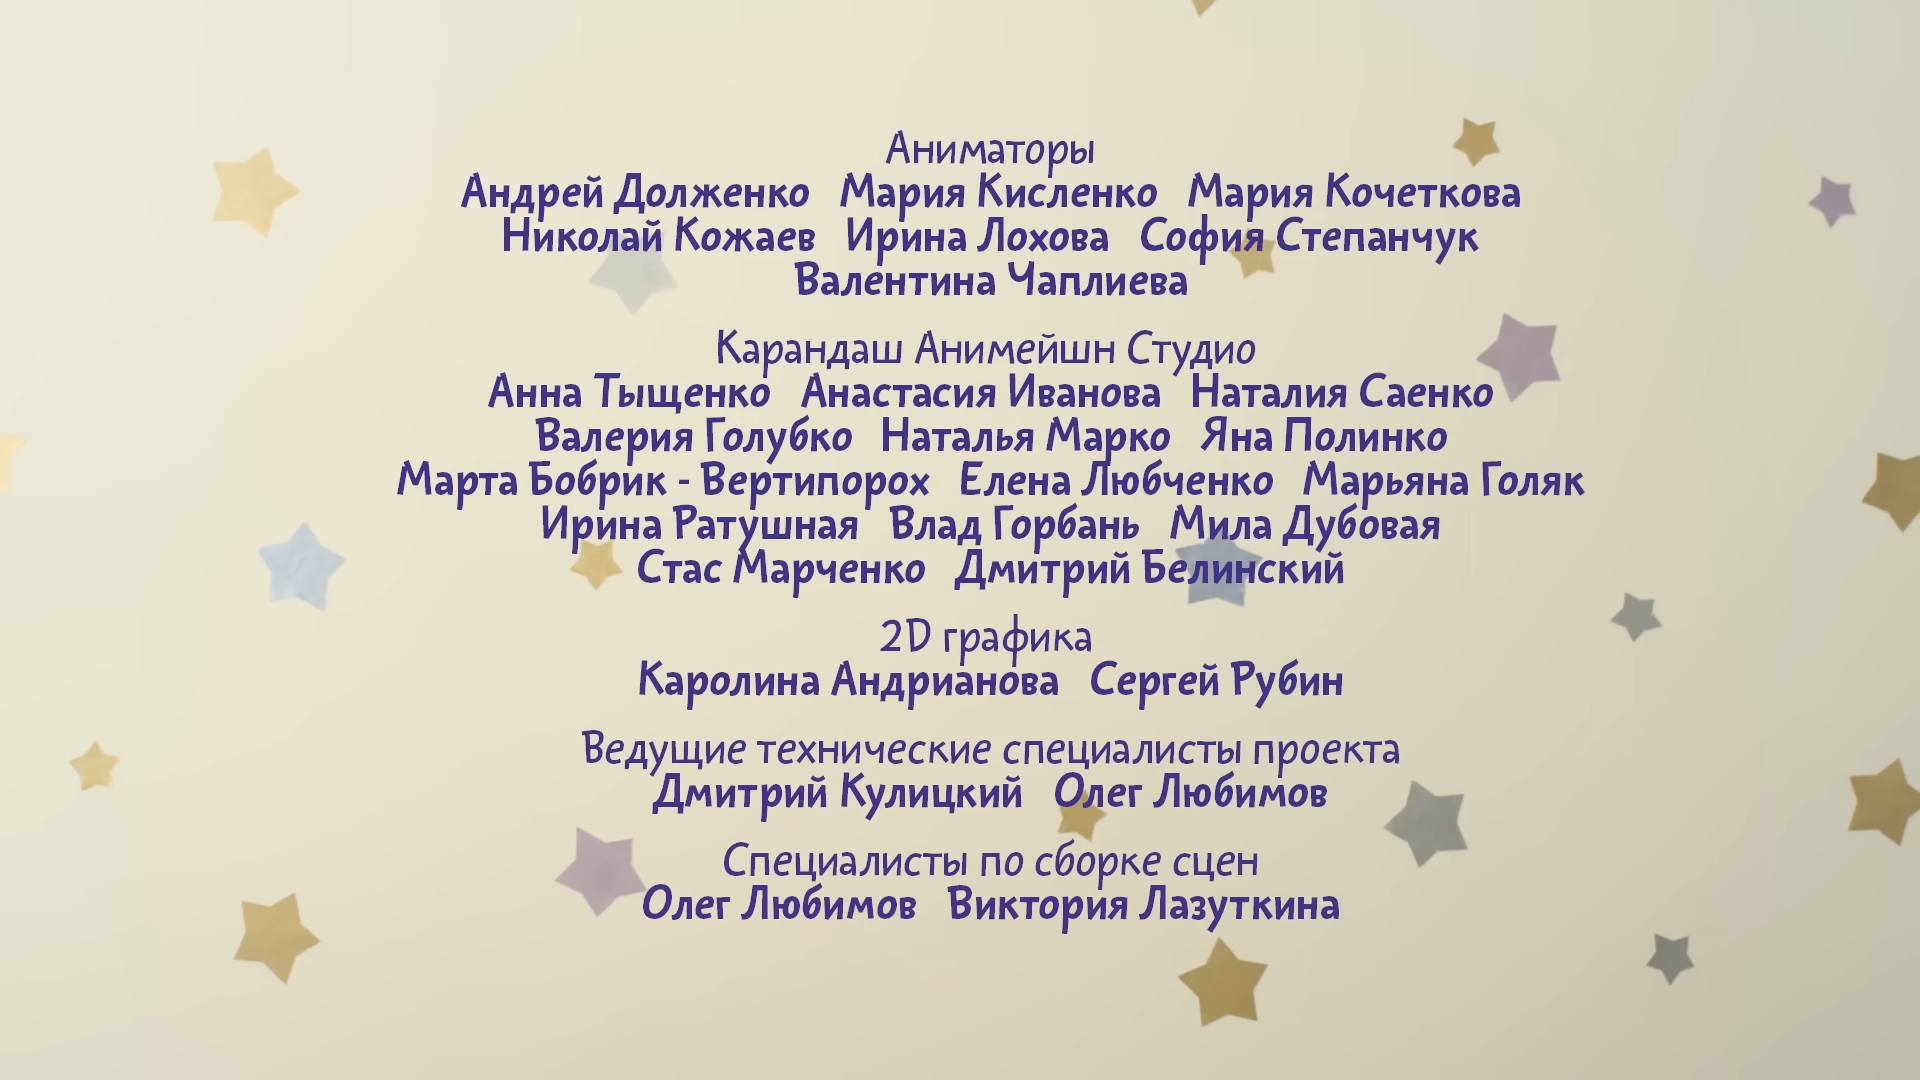 Аниматоры
Андрей Долженко Мария Кисленко Мария Кочеткова
Николай Кожаев Ирина Лохова София Степанчук
Валентина Чаплиева
Карандаш Анимейшн Студио
Анна Тыщенко Анастасия Иванова Наталия Саенко
Валерия Голубко Наталья Марко Яна Полинко
Марта Бобрик - Вертипорох Елена Любченко Марьяна Голяк
Ирина Ратушная Влад Горбань Мила Дубовая
Стас Марченко Дмитрий Белинский
2D графика
Каролина Андрианова Сергей Рубин
Ведущие технические специалисты проекта
Дмитрий Кулицкий Олег Любимов
Специалисты по сборке сцен
Олег Любимов Виктория Лазуткина